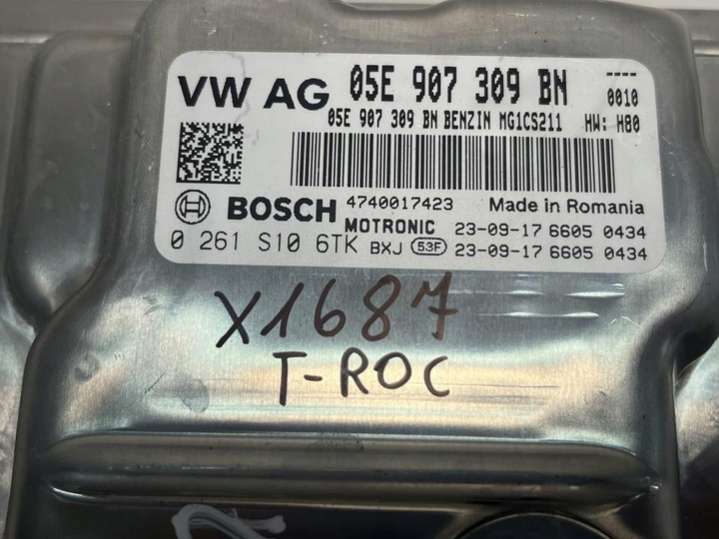 VW AG 05E 907 309 BN ----
0010
05E 907 309 BN BENZIN MG1CS211 HW: H80
4740017423 Made in Romania
BOSCH MOTRONIC 23-09-17 6605 0434
0 261 S10 6TK BXJ 53F 23-09-17 6605 0434
X1687
T-ROC